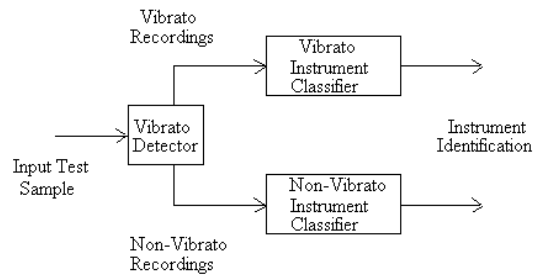 Vibrato
Recordings
Vibrato
Instrument
Classifier
Vibrato
Detector
Input Test
Sample
Instrument
Identification
Non-Vibrato
Instrument
Classifier
Non-Vibrato
Recordings